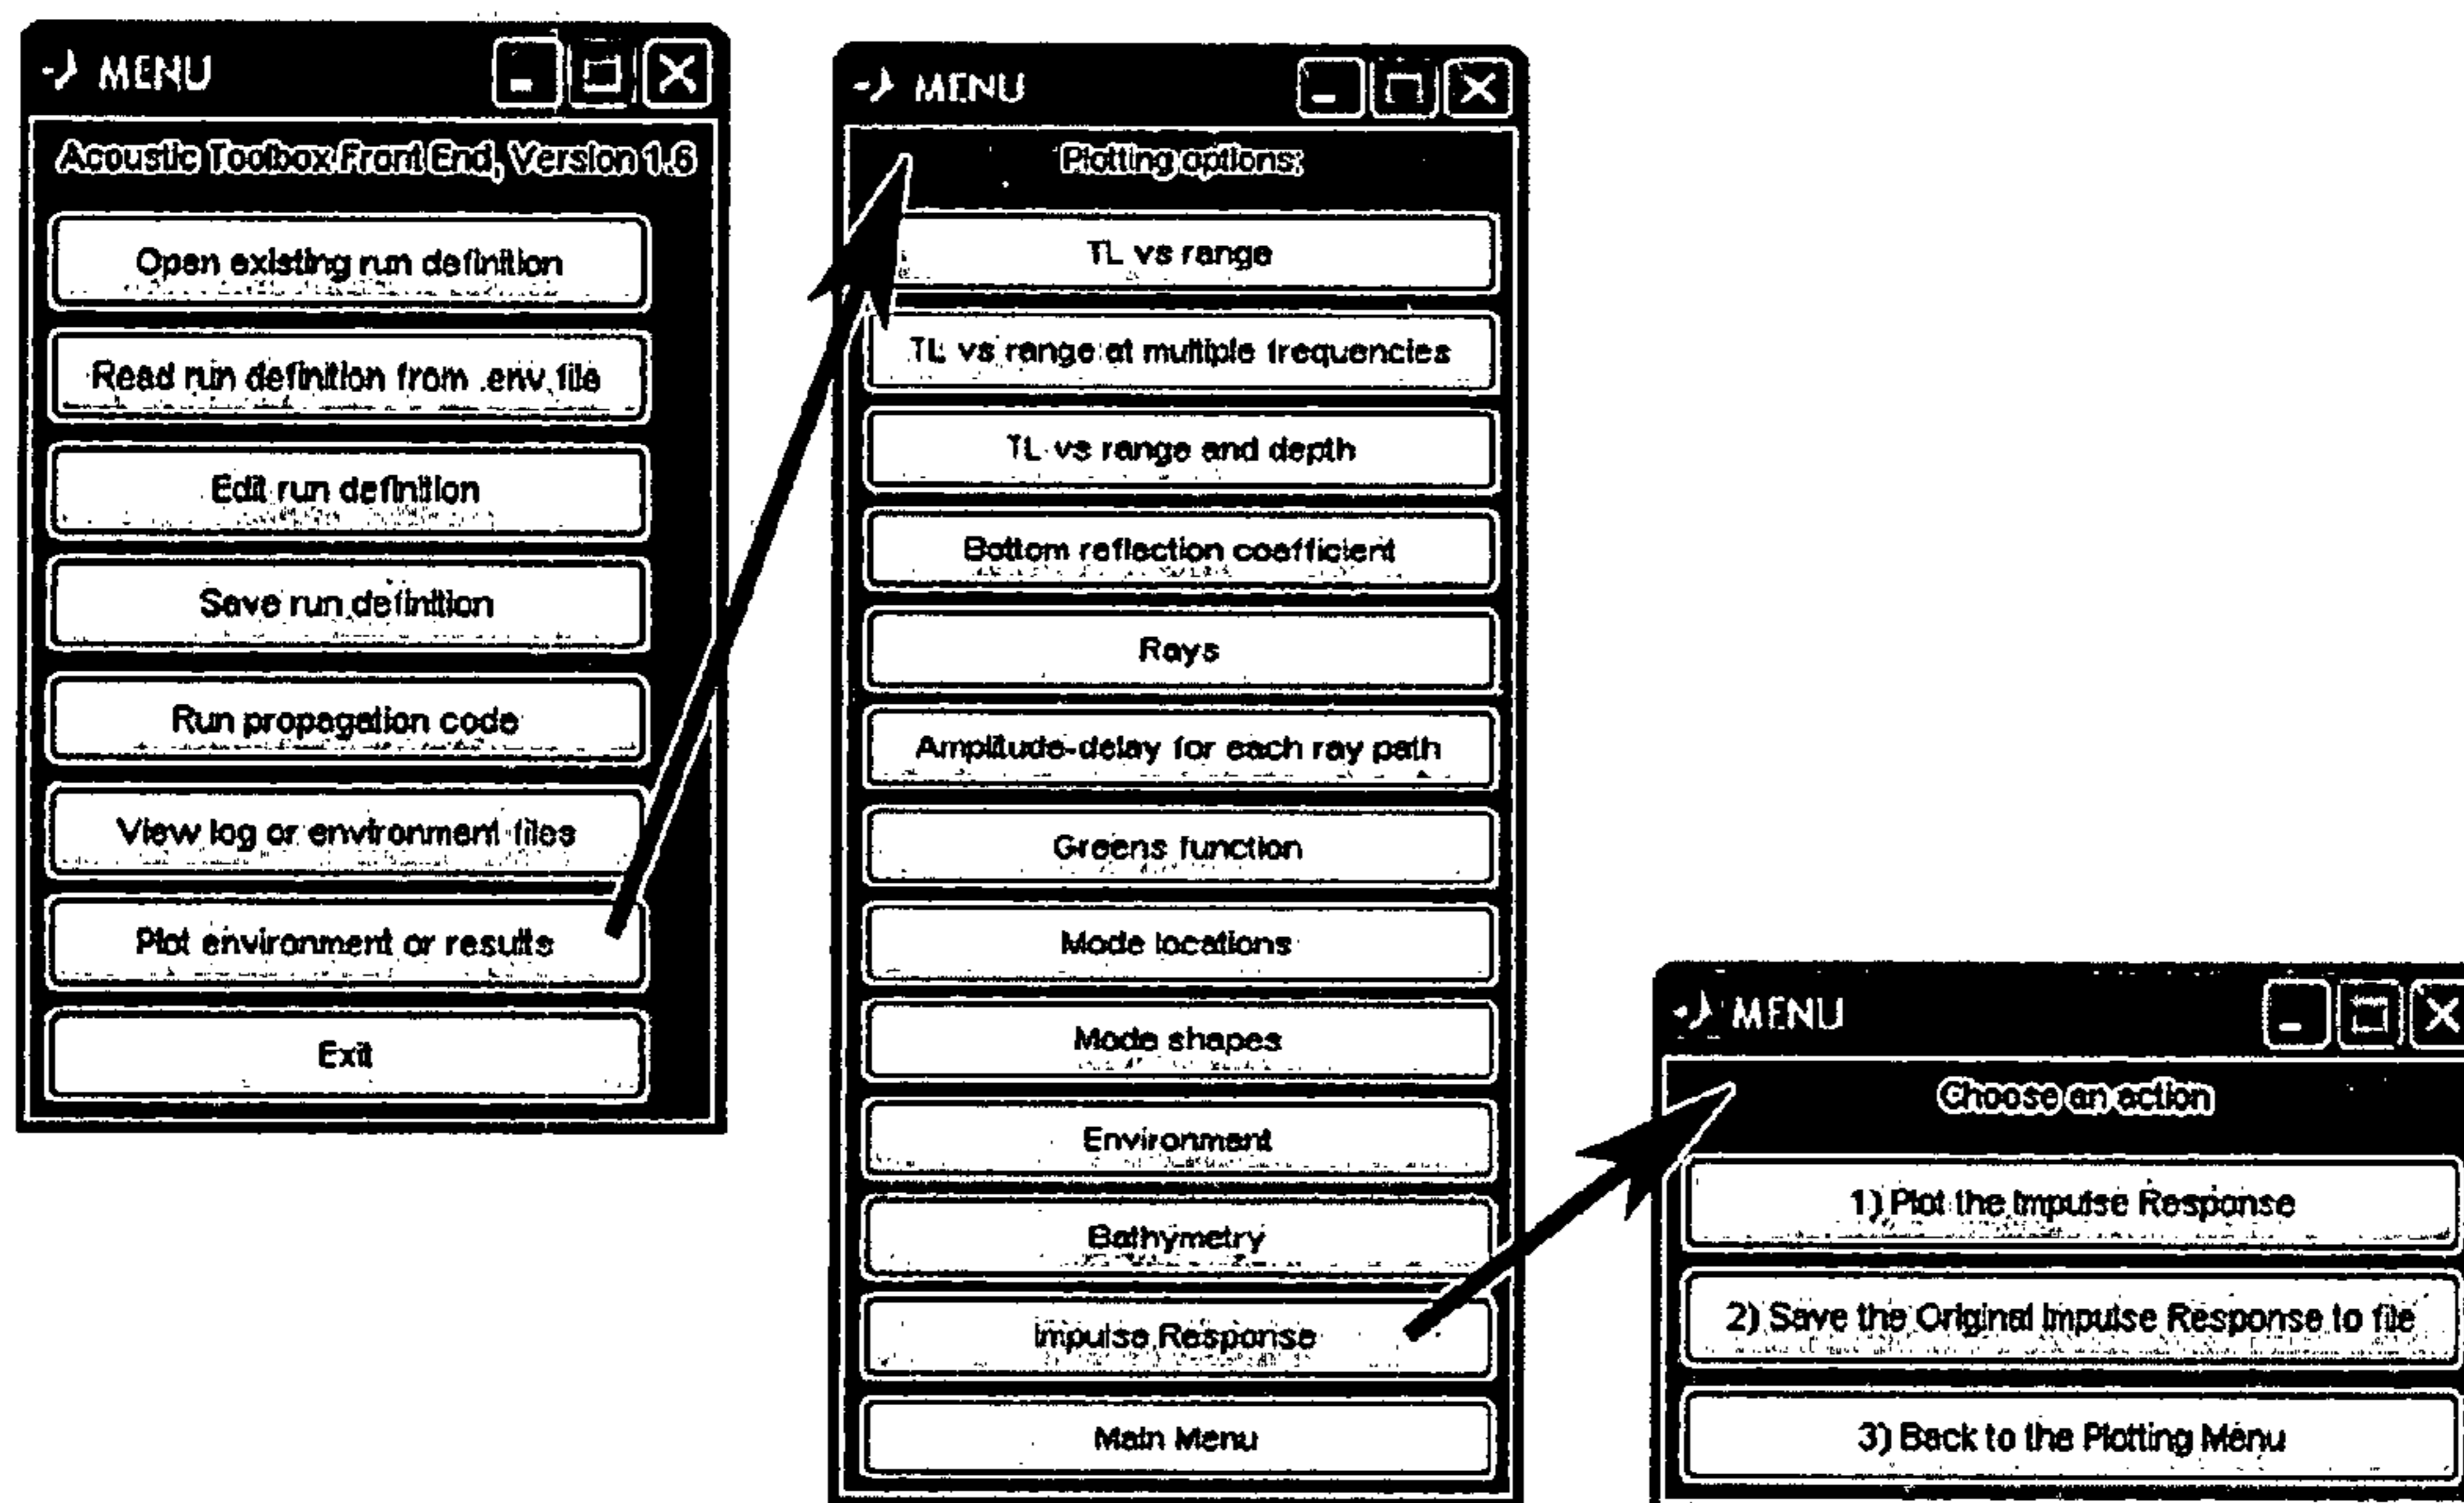 MENU
Acoustic Toolbox Front End, Version 1.6
Open existing run definition
Read run definition from .env file
Edit run definition
Save run definition
Run propagation code
View log or environment files
Plot environment or results
Exit
MENU
Plotting options:
TL vs range
TL vs range at multiple frequencies
TL vs range and depth
Bottom reflection coefficient
Rays
Amplitude-delay for each ray path
Greens function
Mode locations
Mode shapes
Environment
Bathymetry
Impulse Response
Main Menu
MENU
Choose an action
1) Plot the Impulse Response
2) Save the Original Impulse Response to file
3) Back to the Plotting Menu